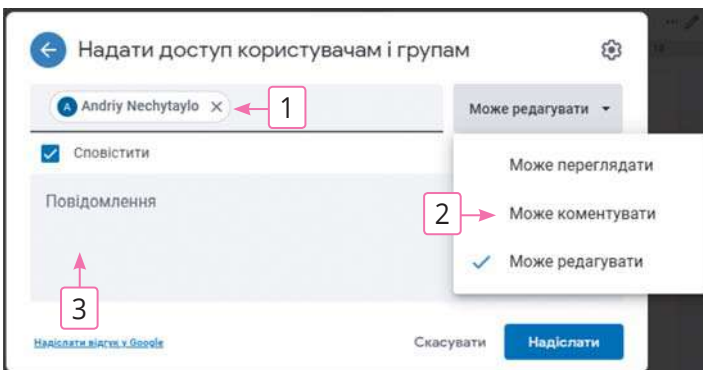 Надати доступ користувачам і групам
A Andriy Nechytaylo
1
Може редагувати
Сповістити
Може переглядати
Повідомлення
2
Може коментувати
Може редагувати
3
Надіслати відгук у Google
Скасувати
Надіслати